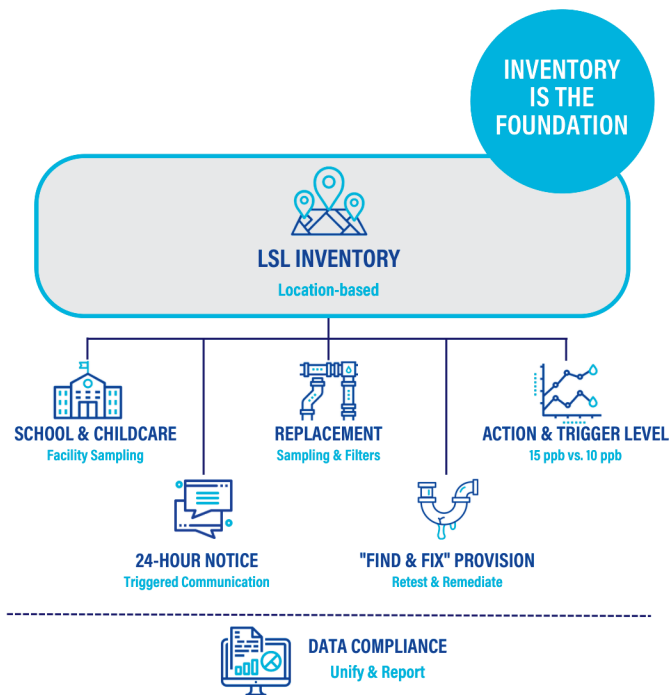 INVENTORY
IS THE
FOUNDATION
LSL INVENTORY
Location-based
SCHOOL & CHILDCARE
Facility Sampling
REPLACEMENT
Sampling & Filters
ACTION & TRIGGER LEVEL
15 ppb vs. 10 ppb
24-HOUR NOTICE
Triggered Communication
"FIND & FIX" PROVISION
Retest & Remediate
DATA COMPLIANCE
Unify & Report